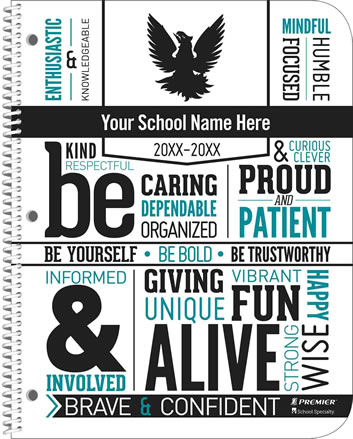 ENTHUSIASTIC
&
KNOWLEDGEABLE
MINDFUL
FOCUSED
HUMBLE
Your School Name Here
20XX–20XX
KIND
RESPECTFUL
be
CARING
DEPENDABLE
ORGANIZED
& CURIOUS
CLEVER
PROUD
AND
PATIENT
BE YOURSELF • BE BOLD • BE TRUSTWORTHY
INFORMED
&
INVOLVED
GIVING
UNIQUE
ALIVE
VIBRANT
FUN
STRONG
HAPPY
WISE
BRAVE & CONFIDENT
PREMIER
School Specialty.